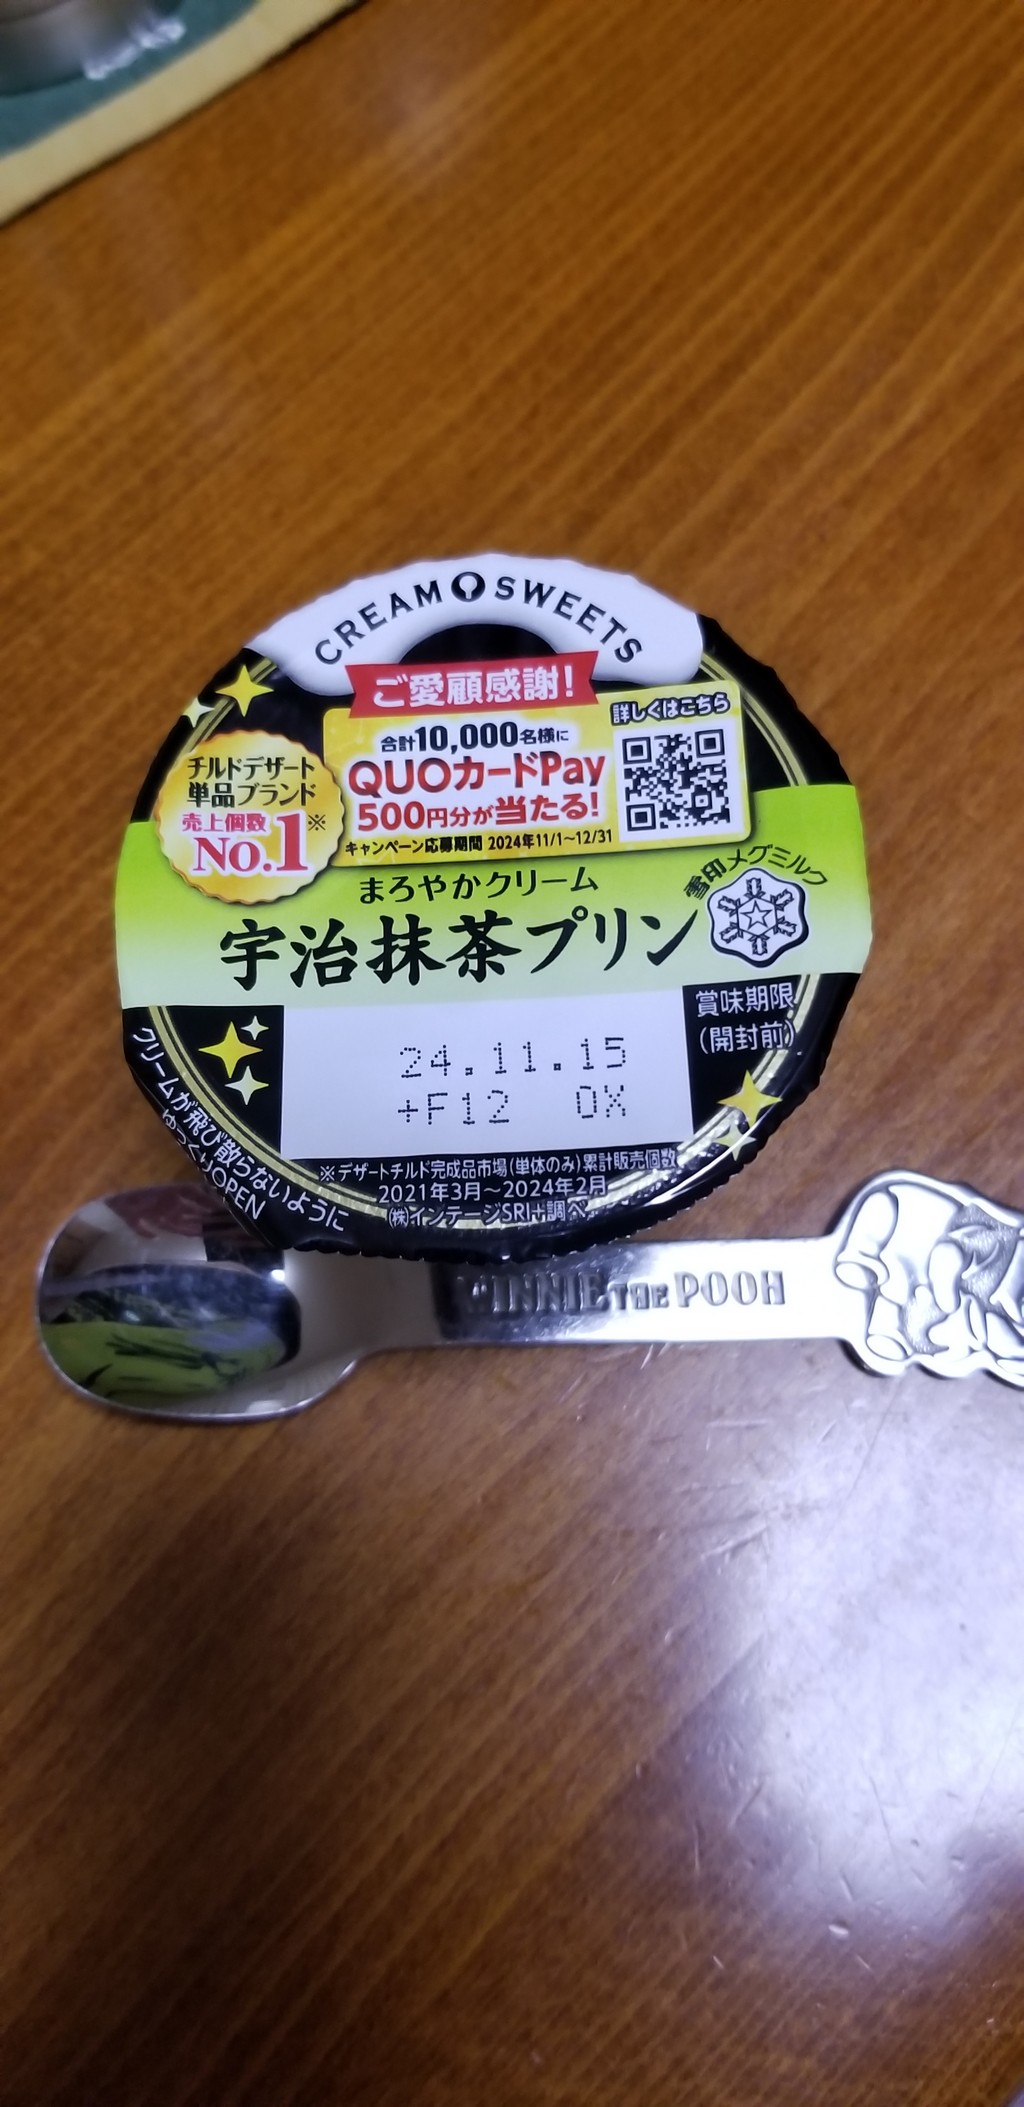 CREAM SWEETS
ご愛顧感謝!
詳しくはこちら
合計10,000名様に
QUOカードPay
500円分が当たる!
キャンペーン応募期間 2024年11/1~12/31
チルドデザート
単品ブランド
売上個数※
No.1
まろやかクリーム
宇治抹茶プリン
雪印メグミルク
賞味期限
(開封前)
24.11.15
+F12 OX
クリームが飛び散らないように
ゆっくりOPEN
※デザートチルド完成品市場(単体のみ)累計販売個数
2021年3月~2024年2月
㈱インテージSRI+調べ
WINNIE THE POOH